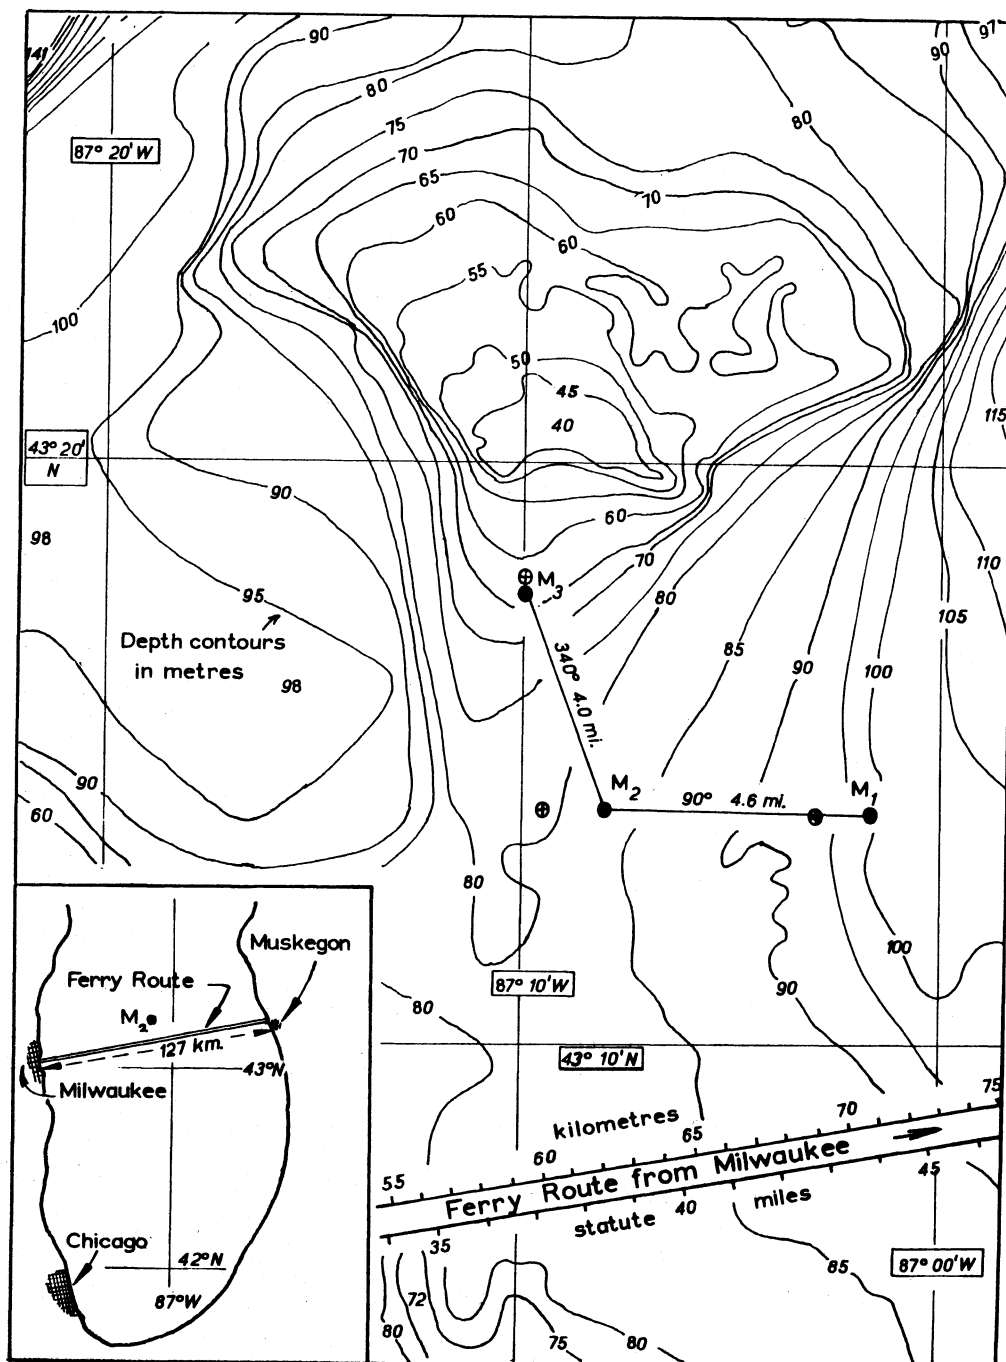 90
97
141
90
80
80
75
87° 20' W
70
65
70
60
60
55
100
50
45
115
40
43° 20'
N
90
60
98
70
110
M3
80
95
105
Depth contours
in metres
85
90
100
340° 4.0 mi.
98
90
M2
90° 4.6 mi.
M1
60
80
100
Muskegon
Ferry Route
87° 10' W
90
80
M2
127 km.
43° 10' N
43°N
Milwaukee
75
70
kilometres
65
60
55
Ferry Route from Milwaukee
45
40
miles
statute
35
Chicago
42°N
85
87° 00' W
87°W
72
80
75
80